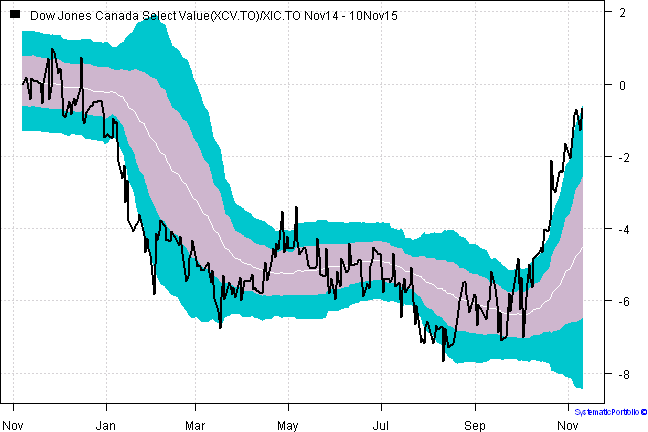 Dow Jones Canada Select Value(XCV.TO)/XIC.TO Nov14 - 10Nov15
2
0
-2
-4
-6
-8
Nov Jan Mar May Jul Sep Nov
SystematicPortfolio ©